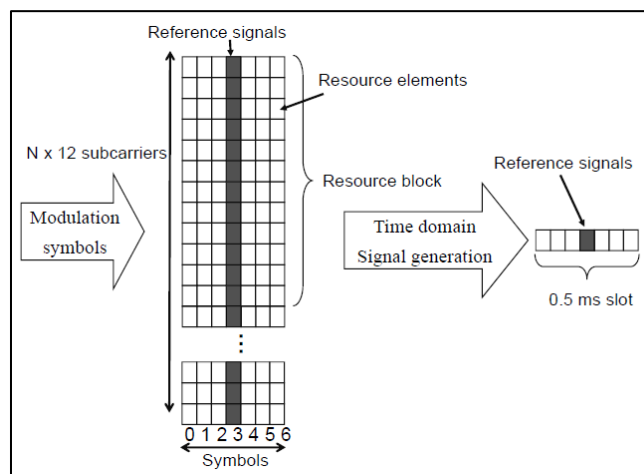 Reference signals
Resource elements
N x 12 subcarriers
Reference signals
Resource block
Modulation
symbols
Time domain
Signal generation
0.5 ms slot
0 1 2 3 4 5 6
Symbols